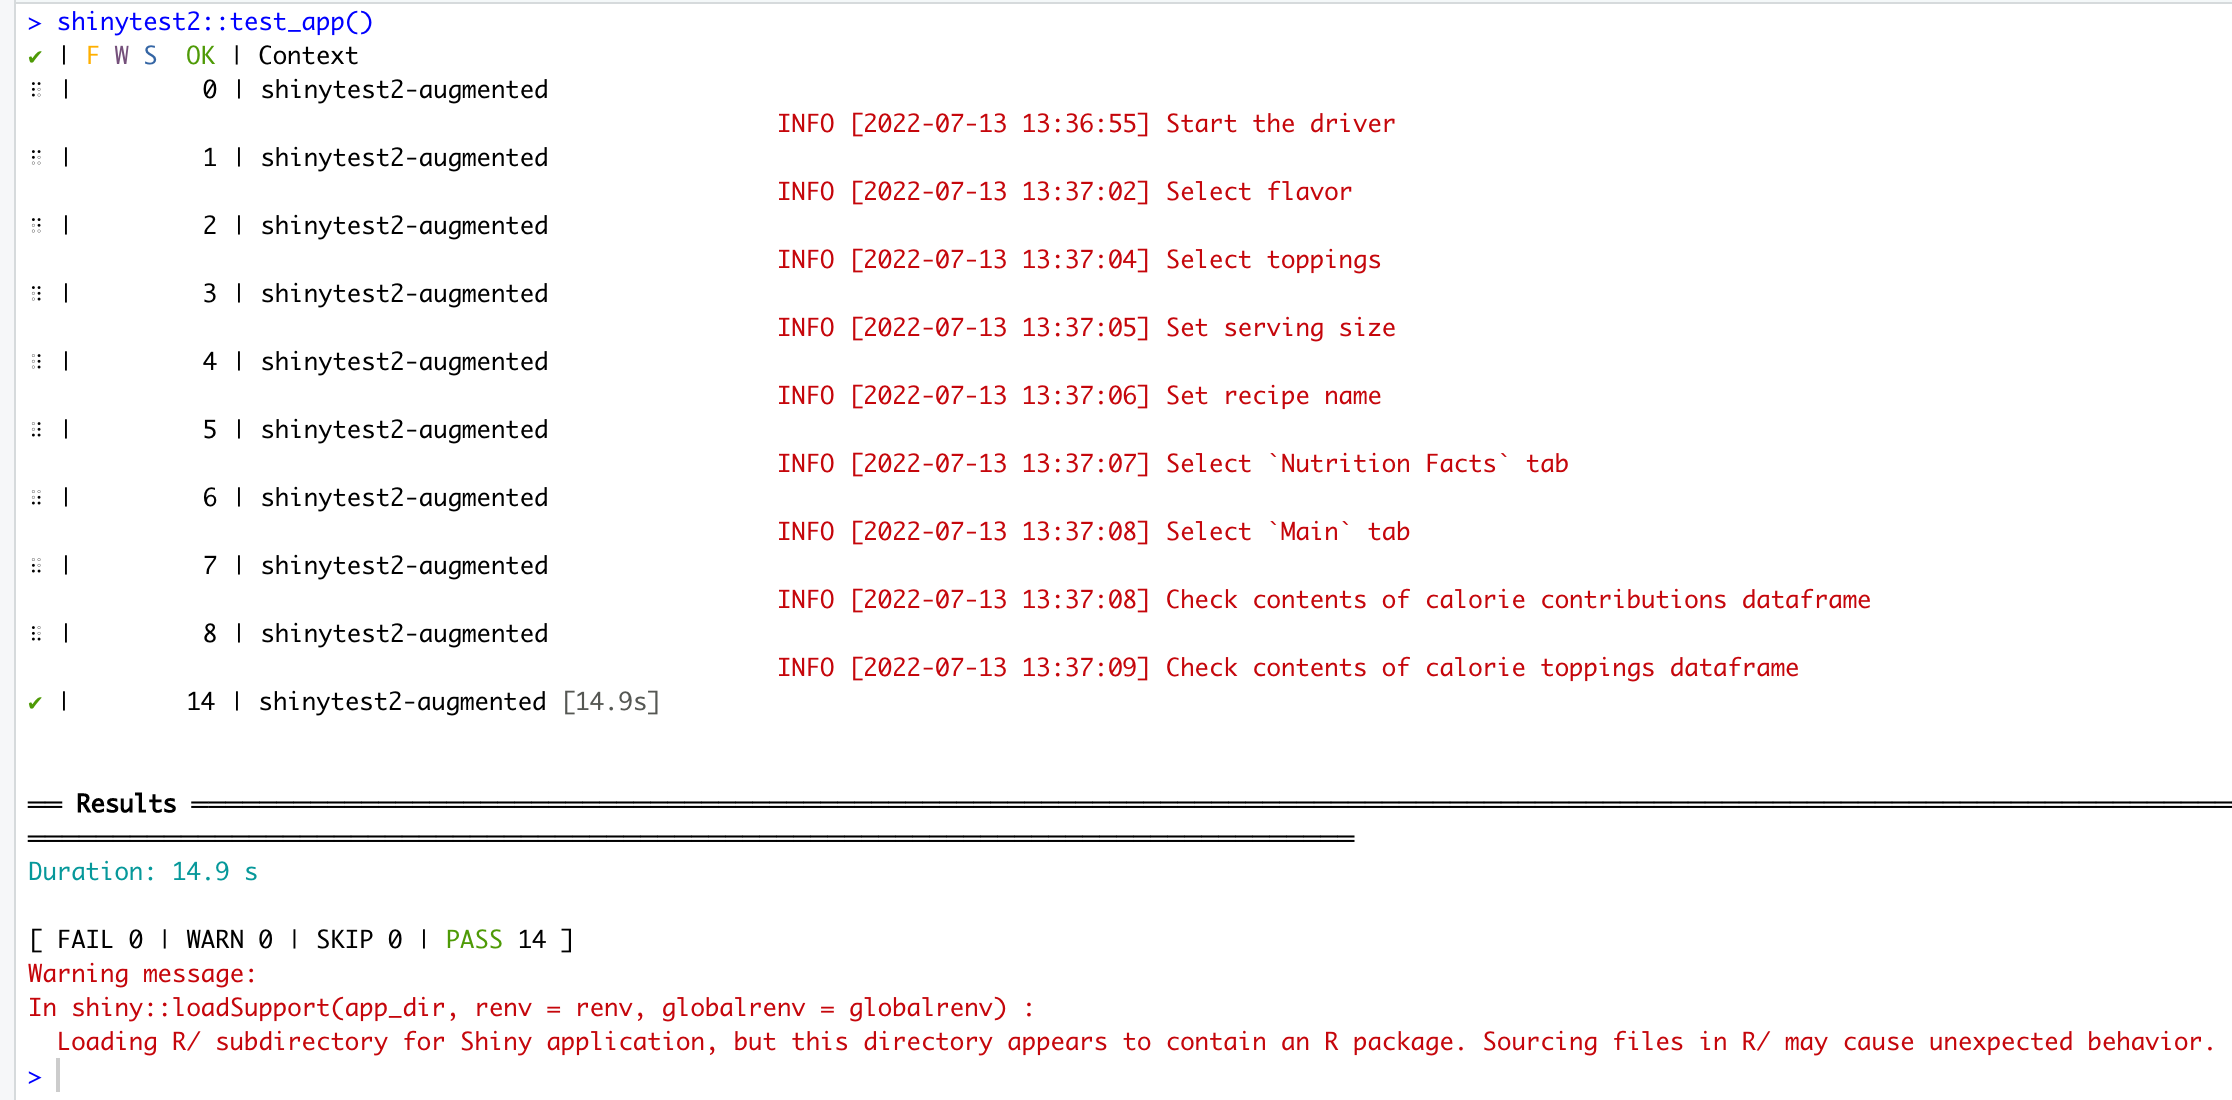 > shinytest2::test_app()
✔ | F W S  OK | Context
⠏ |         0 | shinytest2-augmented
INFO [2022-07-13 13:36:55] Start the driver
⠋ |         1 | shinytest2-augmented
INFO [2022-07-13 13:37:02] Select flavor
⠙ |         2 | shinytest2-augmented
INFO [2022-07-13 13:37:04] Select toppings
⠹ |         3 | shinytest2-augmented
INFO [2022-07-13 13:37:05] Set serving size
⠸ |         4 | shinytest2-augmented
INFO [2022-07-13 13:37:06] Set recipe name
⠼ |         5 | shinytest2-augmented
INFO [2022-07-13 13:37:07] Select `Nutrition Facts` tab
⠴ |         6 | shinytest2-augmented
INFO [2022-07-13 13:37:08] Select `Main` tab
⠦ |         7 | shinytest2-augmented
INFO [2022-07-13 13:37:08] Check contents of calorie contributions dataframe
⠧ |         8 | shinytest2-augmented
INFO [2022-07-13 13:37:09] Check contents of calorie toppings dataframe
✔ |        14 | shinytest2-augmented [14.9s]
══ Results ══
Duration: 14.9 s
[ FAIL 0 | WARN 0 | SKIP 0 | PASS 14 ]
Warning message:
In shiny::loadSupport(app_dir, renv = renv, globalrenv = globalrenv) :
  Loading R/ subdirectory for Shiny application, but this directory appears to contain an R package. Sourcing files in R/ may cause unexpected behavior.
>